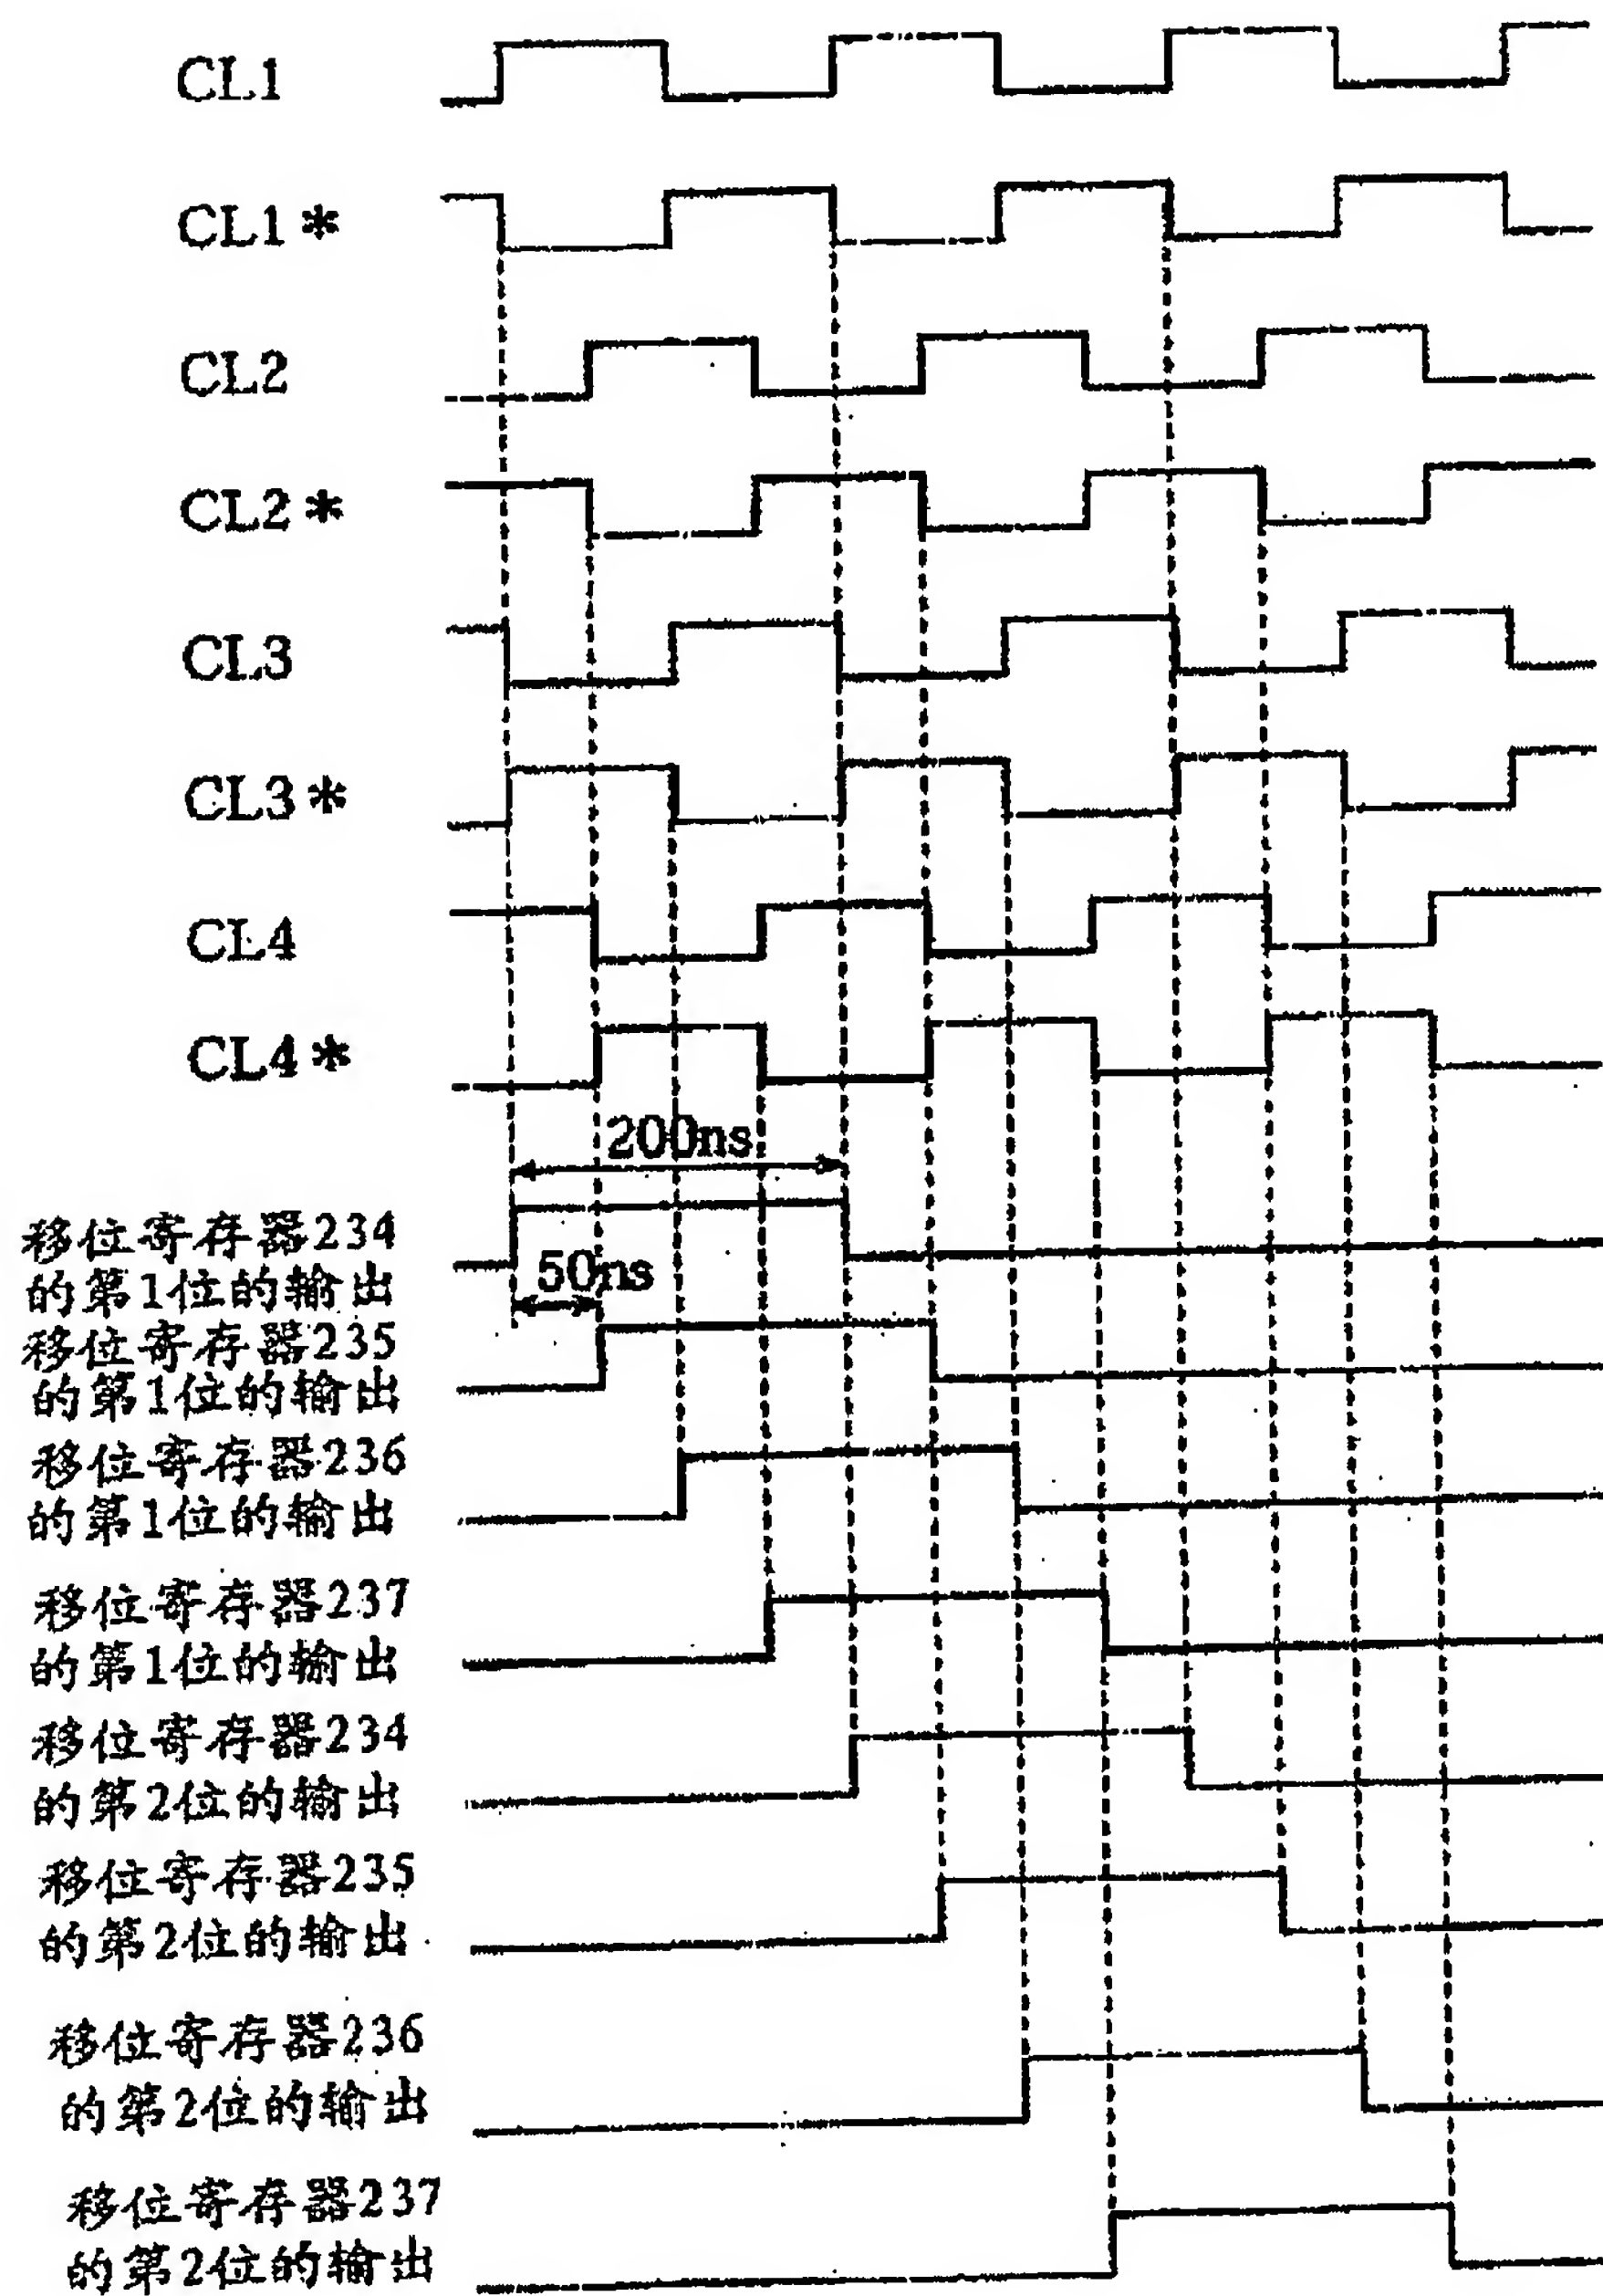 CL1
CL1*
CL2
CL2*
CL3
CL3*
CL4
CL4*
200ns
移位寄存器234
的第1位的输出
50ns
移位寄存器235
的第1位的输出
移位寄存器236
的第1位的输出
移位寄存器237
的第1位的输出
移位寄存器234
的第2位的输出
移位寄存器235
的第2位的输出
移位寄存器236
的第2位的输出
移位寄存器237
的第2位的输出